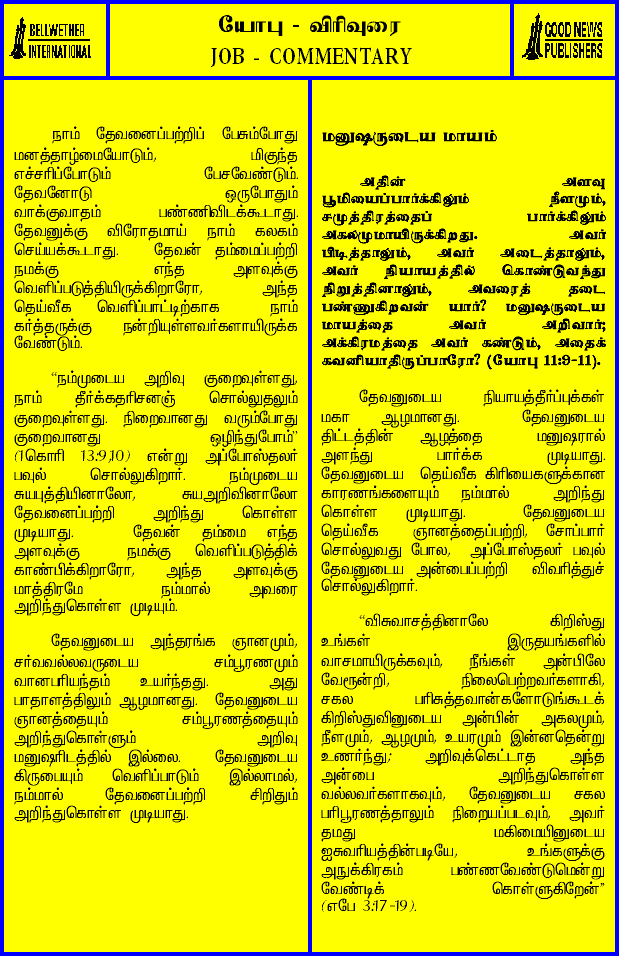 BELLWETHER
INTERNATIONAL
யோபு - விரிவுரை
JOB - COMMENTARY
GOOD NEWS
PUBLISHERS
நாம் தேவனைப்பற்றிப் பேசும்போது
மனத்தாழ்மையோடும், மிகுந்த
எச்சரிப்போடும் பேசவேண்டும்.
தேவனோடு ஒருபோதும்
வாக்குவாதம் பண்ணிவிடக்கூடாது.
தேவனுக்கு விரோதமாய் நாம் கலகம்
செய்யக்கூடாது. தேவன் தம்மைப்பற்றி
நமக்கு எந்த அளவுக்கு
வெளிப்படுத்தியிருக்கிறாரோ, அந்த
தெய்வீக வெளிப்பாட்டிற்காக நாம்
கர்த்தருக்கு நன்றியுள்ளவர்களாயிருக்க
வேண்டும்.
“நம்முடைய அறிவு குறைவுள்ளது,
நாம் தீர்க்கதரிசனஞ் சொல்லுதலும்
குறைவுள்ளது. நிறைவானது வரும்போது
குறைவானது ஒழிந்துபோம்”
(1கொரி 13:9,10) என்று அப்போஸ்தலர்
பவுல் சொல்லுகிறார். நம்முடைய
சுயபுத்தியினாலோ, சுயஅறிவினாலோ
தேவனைப்பற்றி அறிந்து கொள்ள
முடியாது. தேவன் தம்மை எந்த
அளவுக்கு நமக்கு வெளிப்படுத்திக்
காண்பிக்கிறாரோ, அந்த அளவுக்கு
மாத்திரமே நம்மால் அவரை
அறிந்துகொள்ள முடியும்.
தேவனுடைய அந்தரங்க ஞானமும்,
சர்வவல்லவருடைய சம்பூரணமும்
வானபரியந்தம் உயர்ந்தது. அது
பாதாளத்திலும் ஆழமானது. தேவனுடைய
ஞானத்தையும் சம்பூரணத்தையும்
அறிந்துகொள்ளும் அறிவு
மனுஷரிடத்தில் இல்லை. தேவனுடைய
கிருபையும் வெளிப்பாடும் இல்லாமல்,
நம்மால் தேவனைப்பற்றி சிறிதும்
அறிந்துகொள்ள முடியாது.
மனுஷருடைய மாயம்
அதின் அளவு
பூமியைப்பார்க்கிலும் நீளமும்,
சமுத்திரத்தைப் பார்க்கிலும்
அகலமுமாயிருக்கிறது. அவர்
பிடித்தாலும், அவர் அடைத்தாலும்,
அவர் நியாயத்தில் கொண்டுவந்து
நிறுத்தினாலும், அவரைத் தடை
பண்ணுகிறவன் யார்? மனுஷருடைய
மாயத்தை அவர் அறிவார்;
அக்கிரமத்தை அவர் கண்டும், அதைக்
கவனியாதிருப்பாரோ? (யோபு 11:9-11).
தேவனுடைய நியாயத்தீர்ப்புக்கள்
மகா ஆழமானது. தேவனுடைய
திட்டத்தின் ஆழத்தை மனுஷரால்
அளந்து பார்க்க முடியாது.
தேவனுடைய தெய்வீக கிரியைகளுக்கான
காரணங்களையும் நம்மால் அறிந்து
கொள்ள முடியாது. தேவனுடைய
தெய்வீக ஞானத்தைப்பற்றி, சோப்பார்
சொல்லுவது போல, அப்போஸ்தலர் பவுல்
தேவனுடைய அன்பைப்பற்றி விவரித்துச்
சொல்லுகிறார்.
“விசுவாசத்தினாலே கிறிஸ்து
உங்கள் இருதயங்களில்
வாசமாயிருக்கவும், நீங்கள் அன்பிலே
வேரூன்றி, நிலைபெற்றவர்களாகி,
சகல பரிசுத்தவான்களோடுங்கூடக்
கிறிஸ்துவினுடைய அன்பின் அகலமும்,
நீளமும், ஆழமும், உயரமும் இன்னதென்று
உணர்ந்து; அறிவுக்கெட்டாத அந்த
அன்பை அறிந்துகொள்ள
வல்லவர்களாகவும், தேவனுடைய சகல
பரிபூரணத்தாலும் நிறையப்படவும், அவர்
தமது மகிமையினுடைய
ஐசுவரியத்தின்படியே, உங்களுக்கு
அநுக்கிரகம் பண்ணவேண்டுமென்று
வேண்டிக் கொள்ளுகிறேன்”
(எபே 3:17-19).